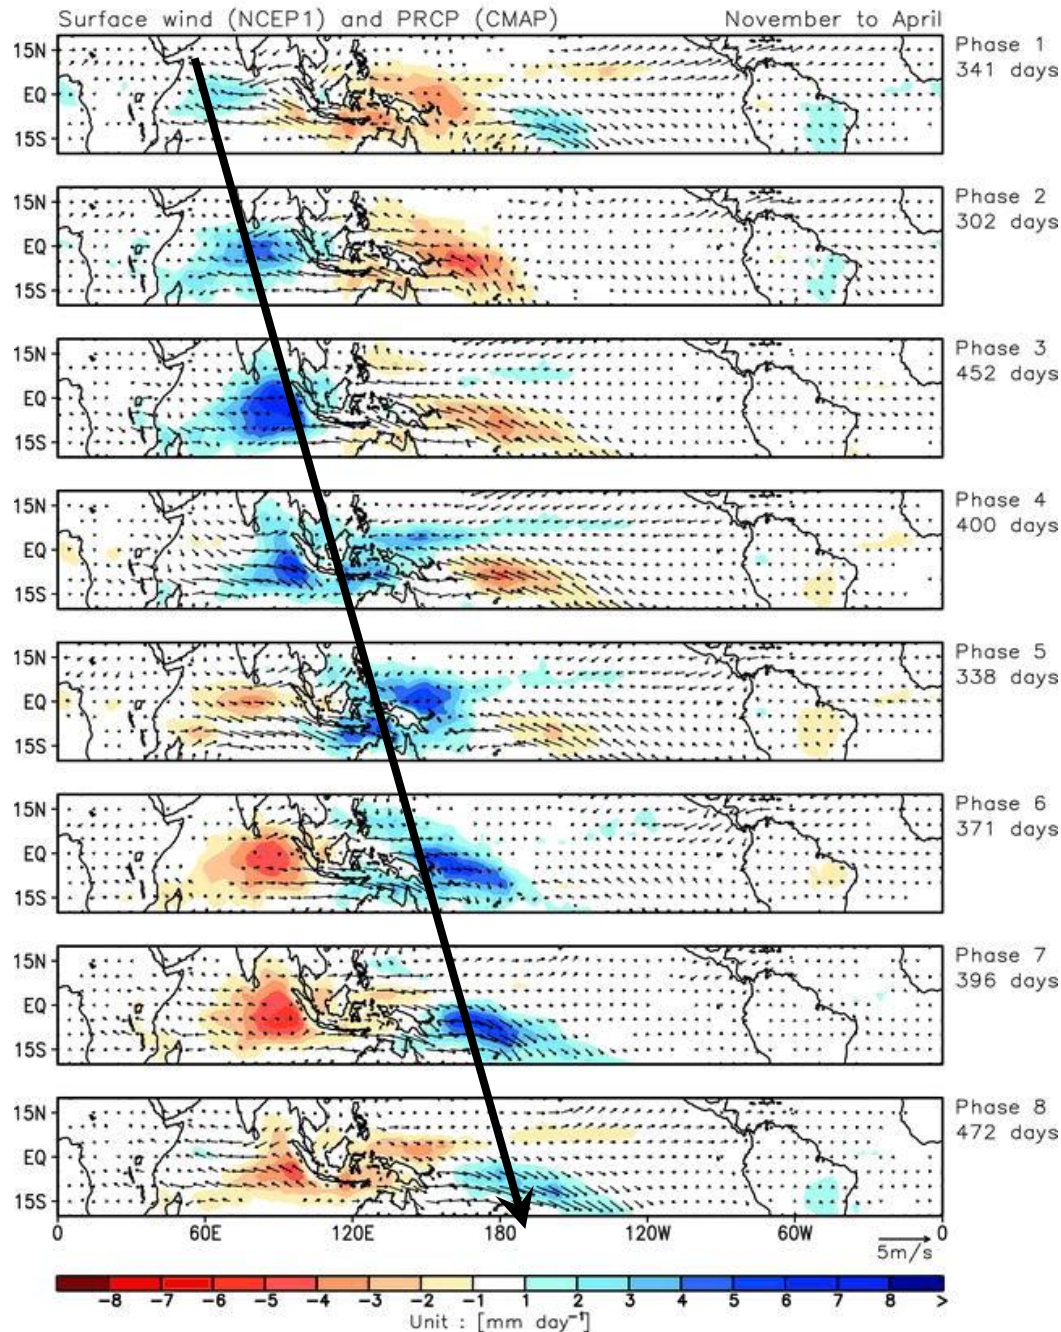 Surface wind (NCEP1) and PRCP (CMAP) November to April
15N
EQ
15S
Phase 1
341 days
15N
EQ
15S
Phase 2
302 days
15N
EQ
15S
Phase 3
452 days
15N
EQ
15S
Phase 4
400 days
15N
EQ
15S
Phase 5
338 days
15N
EQ
15S
Phase 6
371 days
15N
EQ
15S
Phase 7
396 days
15N
EQ
15S
Phase 8
472 days
0 60E 120E 180 120W 60W 0
5m/s
-8 -7 -6 -5 -4 -3 -2 -1 1 2 3 4 5 6 7 8 >
Unit : [mm day⁻¹]